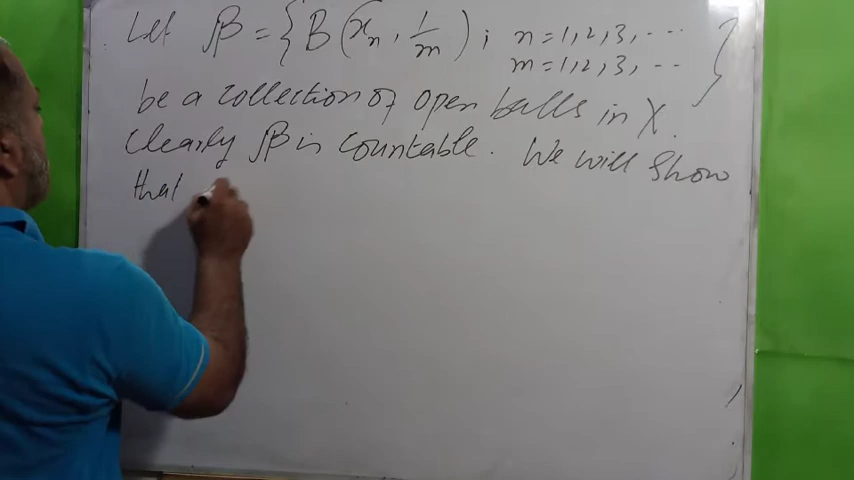 Let 𝔹 = { B(xₙ, 1/m) ; n = 1, 2, 3, ...
m = 1, 2, 3, .. }
be a collection of open balls in X.
Clearly 𝔹 is countable. We will show
that